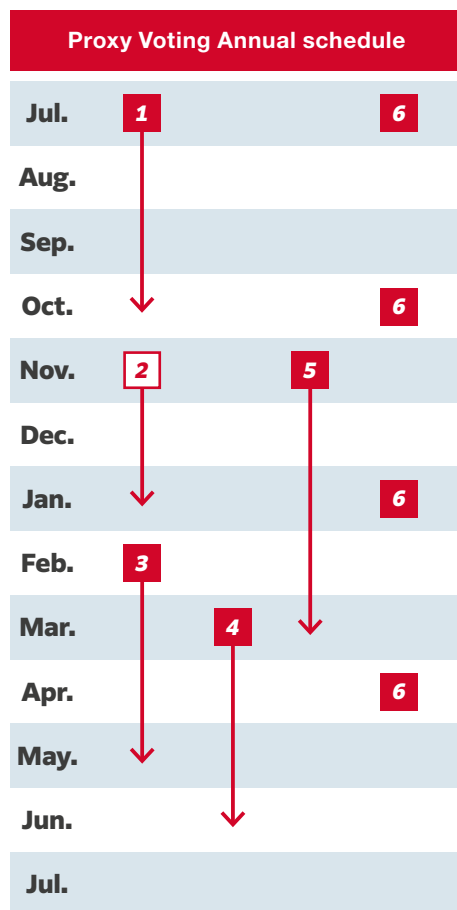 Proxy Voting Annual schedule
Jul. 1 6
Aug.
Sep.
Oct. 6
Nov. 2 5
Dec.
Jan. 6
Feb. 3
Mar. 4
Apr. 6
May.
Jun.
Jul.